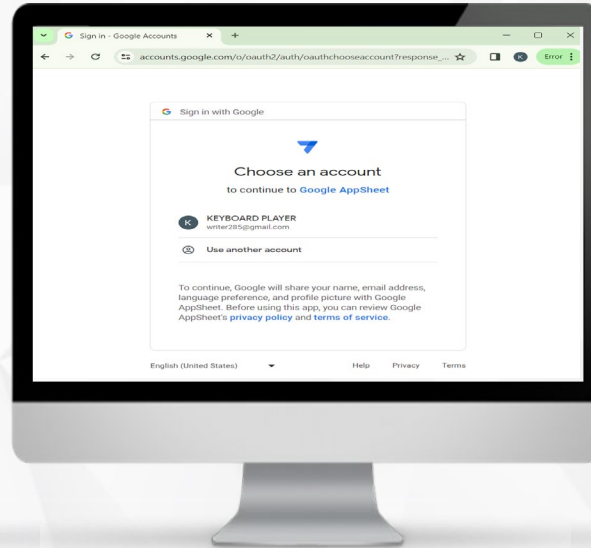 Sign in - Google Accounts
accounts.google.com/o/oauth2/auth/oauthchooseaccount?response_...
K
Error
Sign in with Google
Choose an account
to continue to Google AppSheet
K
KEYBOARD PLAYER
writer285@gmail.com
Use another account
To continue, Google will share your name, email address,
language preference, and profile picture with Google
AppSheet. Before using this app, you can review Google
AppSheet's privacy policy and terms of service.
English (United States)
Help
Privacy
Terms